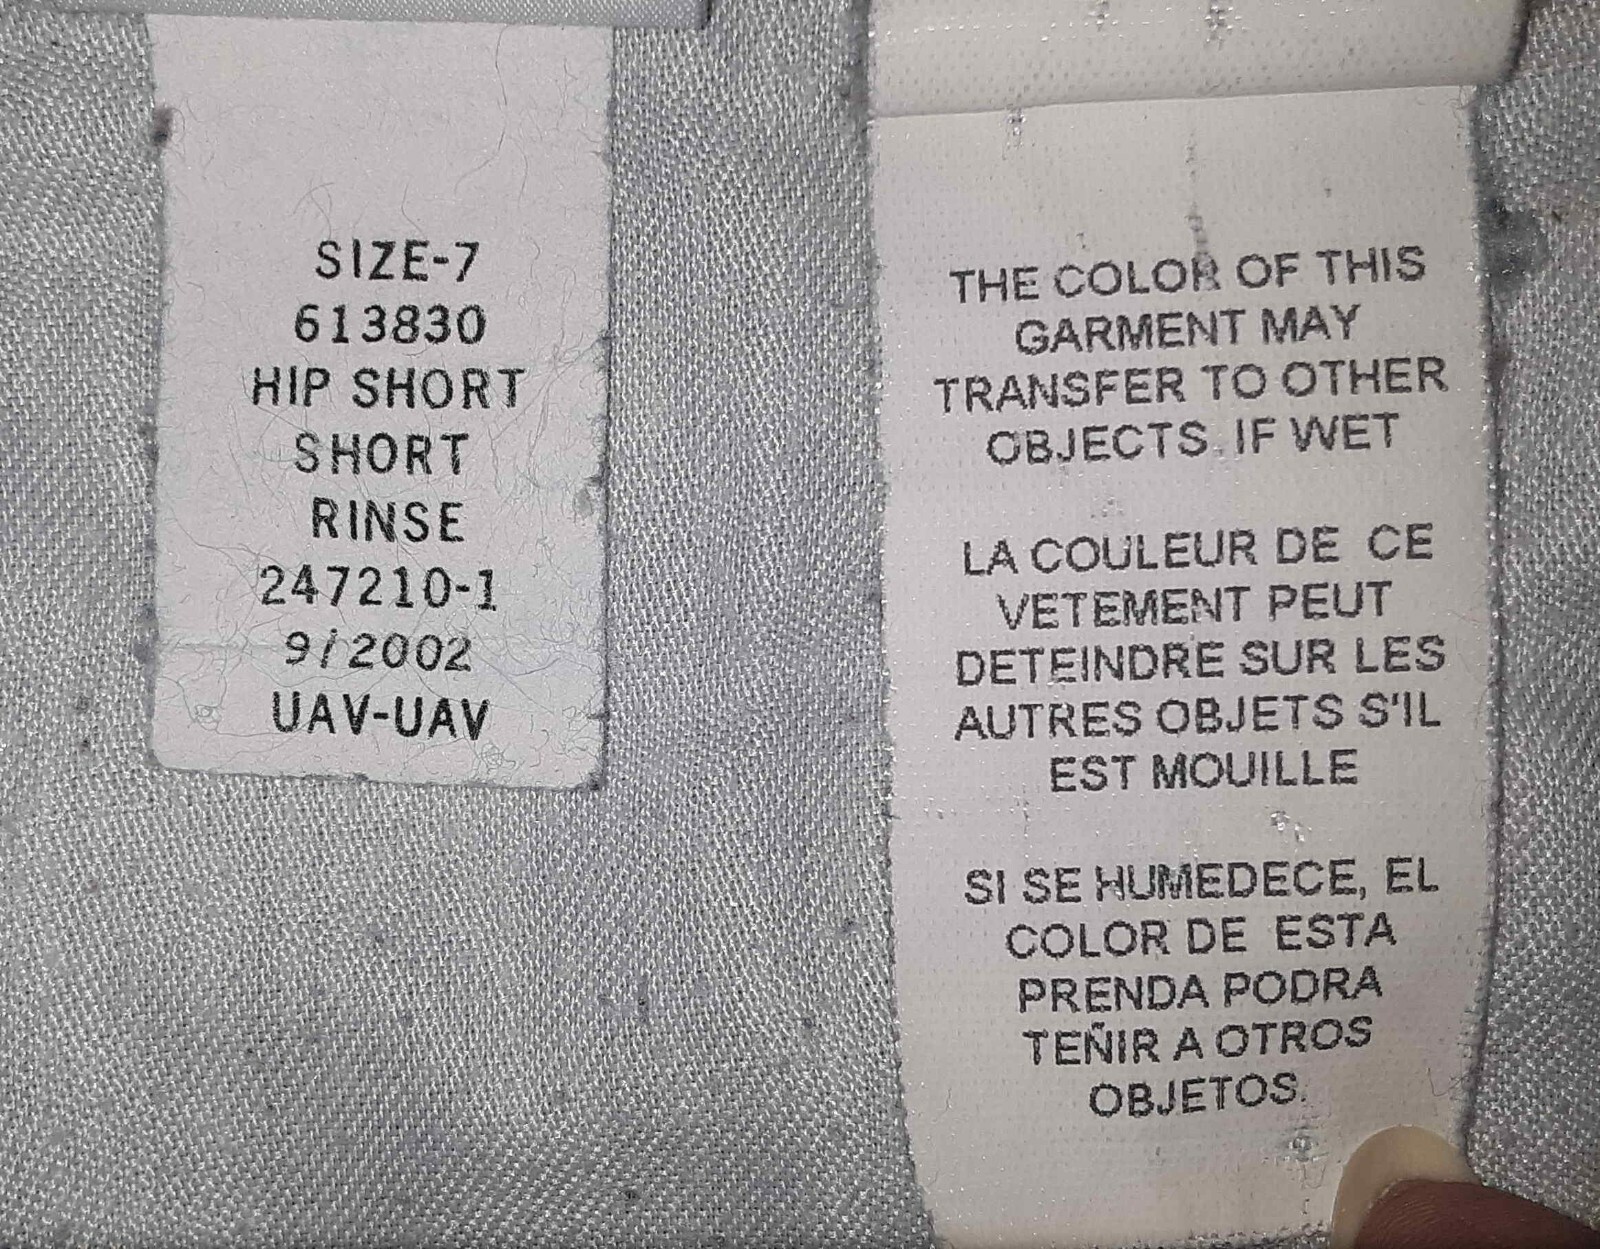 SIZE-7
613830
HIP SHORT
SHORT
RINSE
247210-1
9/2002
UAV-UAV
THE COLOR OF THIS
GARMENT MAY
TRANSFER TO OTHER
OBJECTS. IF WET
LA COULEUR DE CE
VETEMENT PEUT
DETEINDRE SUR LES
AUTRES OBJETS S'IL
EST MOUILLE
SI SE HUMEDECE, EL
COLOR DE ESTA
PRENDA PODRA
TEÑIR A OTROS
OBJETOS.